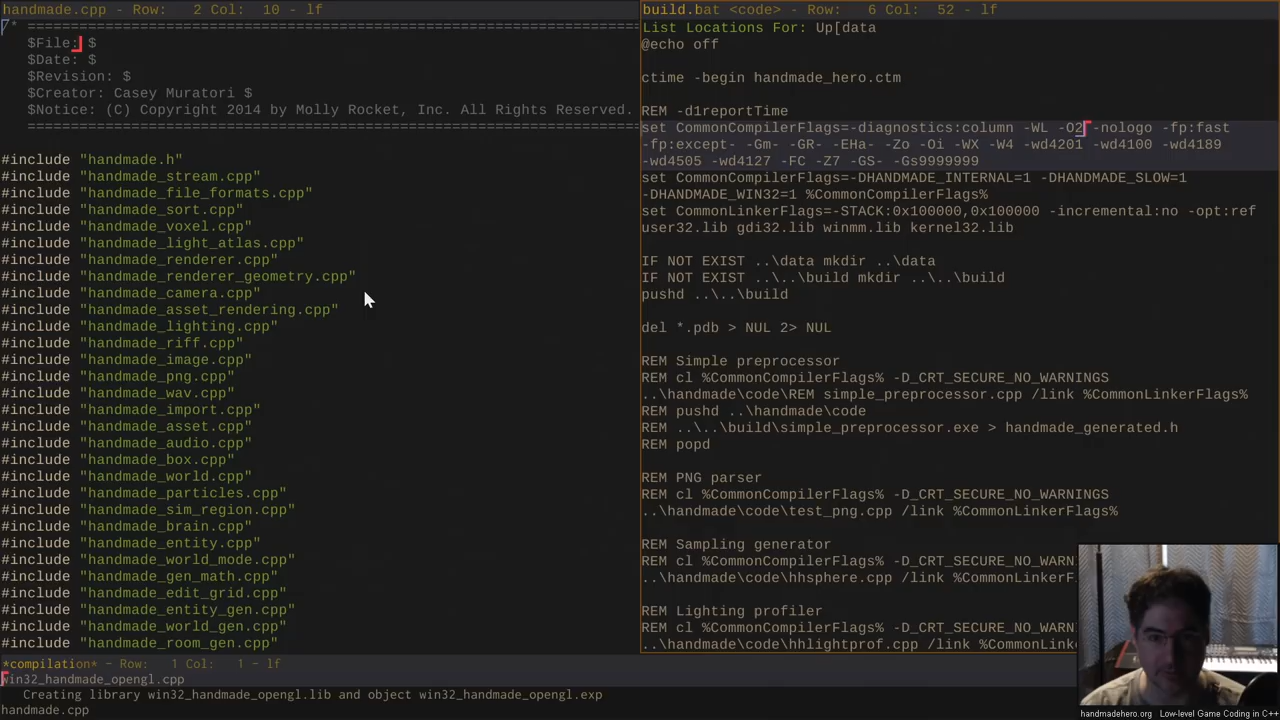 handmade.cpp - Row:   2 Col:  10 - lf
/*  ========================================================================
$File: $
$Date: $
$Revision: $
$Creator: Casey Muratori $
$Notice: (C) Copyright 2014 by Molly Rocket, Inc. All Rights Reserved.
========================================================================
#include "handmade.h"
#include "handmade_stream.cpp"
#include "handmade_file_formats.cpp"
#include "handmade_sort.cpp"
#include "handmade_voxel.cpp"
#include "handmade_light_atlas.cpp"
#include "handmade_renderer.cpp"
#include "handmade_renderer_geometry.cpp"
#include "handmade_camera.cpp"
#include "handmade_asset_rendering.cpp"
#include "handmade_lighting.cpp"
#include "handmade_riff.cpp"
#include "handmade_image.cpp"
#include "handmade_png.cpp"
#include "handmade_wav.cpp"
#include "handmade_import.cpp"
#include "handmade_asset.cpp"
#include "handmade_audio.cpp"
#include "handmade_box.cpp"
#include "handmade_world.cpp"
#include "handmade_particles.cpp"
#include "handmade_sim_region.cpp"
#include "handmade_brain.cpp"
#include "handmade_entity.cpp"
#include "handmade_world_mode.cpp"
#include "handmade_gen_math.cpp"
#include "handmade_edit_grid.cpp"
#include "handmade_entity_gen.cpp"
#include "handmade_world_gen.cpp"
#include "handmade_room_gen.cpp"
build.bat <code> - Row:   6 Col:  52 - lf
List Locations For: Up[data
@echo off
ctime -begin handmade_hero.ctm
REM -d1reportTime
set CommonCompilerFlags=-diagnostics:column -WL -O2 -nologo -fp:fast
-fp:except- -Gm- -GR- -EHa- -Zo -Oi -WX -W4 -wd4201 -wd4100 -wd4189
-wd4505 -wd4127 -FC -Z7 -GS- -Gs9999999
set CommonCompilerFlags=-DHANDMADE_INTERNAL=1 -DHANDMADE_SLOW=1
-DHANDMADE_WIN32=1 %CommonCompilerFlags%
set CommonLinkerFlags=-STACK:0x100000,0x100000 -incremental:no -opt:ref
user32.lib gdi32.lib winmm.lib kernel32.lib
IF NOT EXIST ..\data mkdir ..\data
IF NOT EXIST ..\..\build mkdir ..\..\build
pushd ..\..\build
del *.pdb > NUL 2> NUL
REM Simple preprocessor
REM cl %CommonCompilerFlags% -D_CRT_SECURE_NO_WARNINGS
..\handmade\code\REM simple_preprocessor.cpp /link %CommonLinkerFlags%
REM pushd ..\handmade\code
REM ..\..\build\simple_preprocessor.exe > handmade_generated.h
REM popd
REM PNG parser
REM cl %CommonCompilerFlags% -D_CRT_SECURE_NO_WARNINGS
..\handmade\code\test_png.cpp /link %CommonLinkerFlags%
REM Sampling generator
REM cl %CommonCompilerFlags% -D_CRT_SECURE_NO_WARN
..\handmade\code\hhsphere.cpp /link %CommonLinkerF
REM Lighting profiler
REM cl %CommonCompilerFlags% -D_CRT_SECURE_NO_WARN
..\handmade\code\hhlightprof.cpp /link %CommonLink
*compilation* - Row:   1 Col:   1 - lf
win32_handmade_opengl.cpp
Creating library win32_handmade_opengl.lib and object win32_handmade_opengl.exp
handmade.cpp
handmadehero.org - Low-level Game Coding in C++